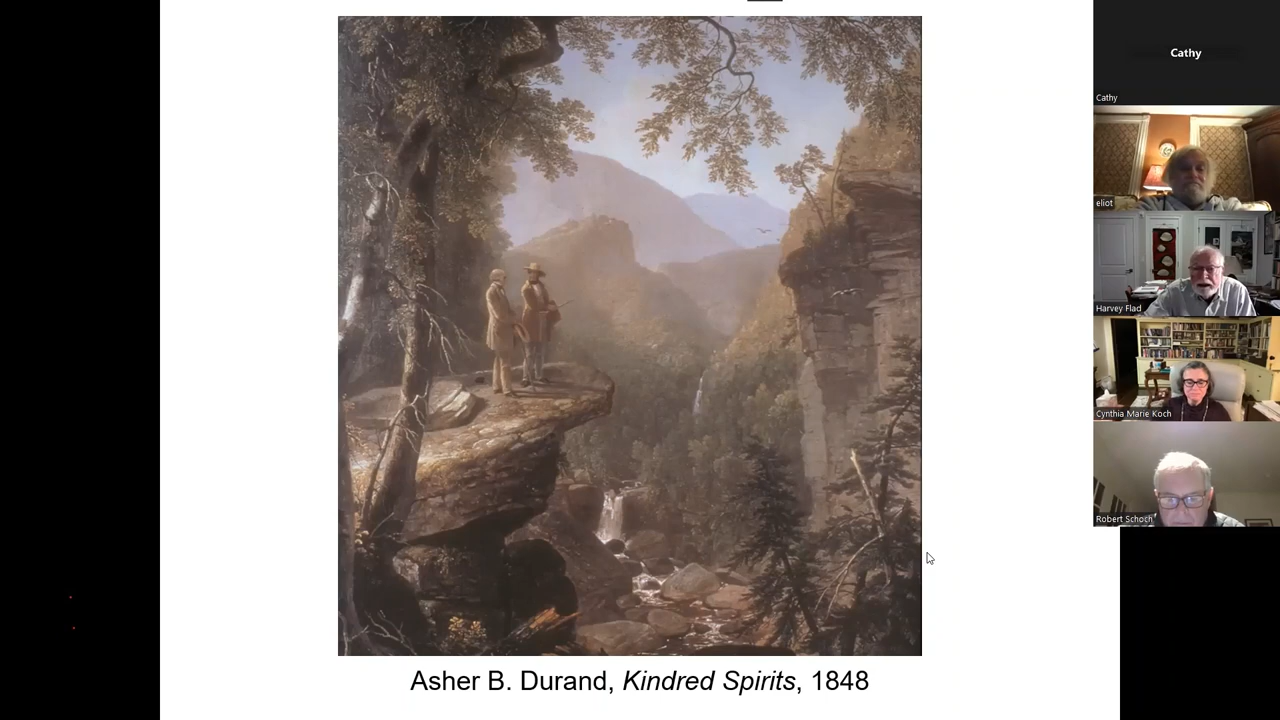 Cathy
Cathy
eliot
Harvey Flad
Cynthia Marie Koch
Robert Schoch
Asher B. Durand, Kindred Spirits, 1848